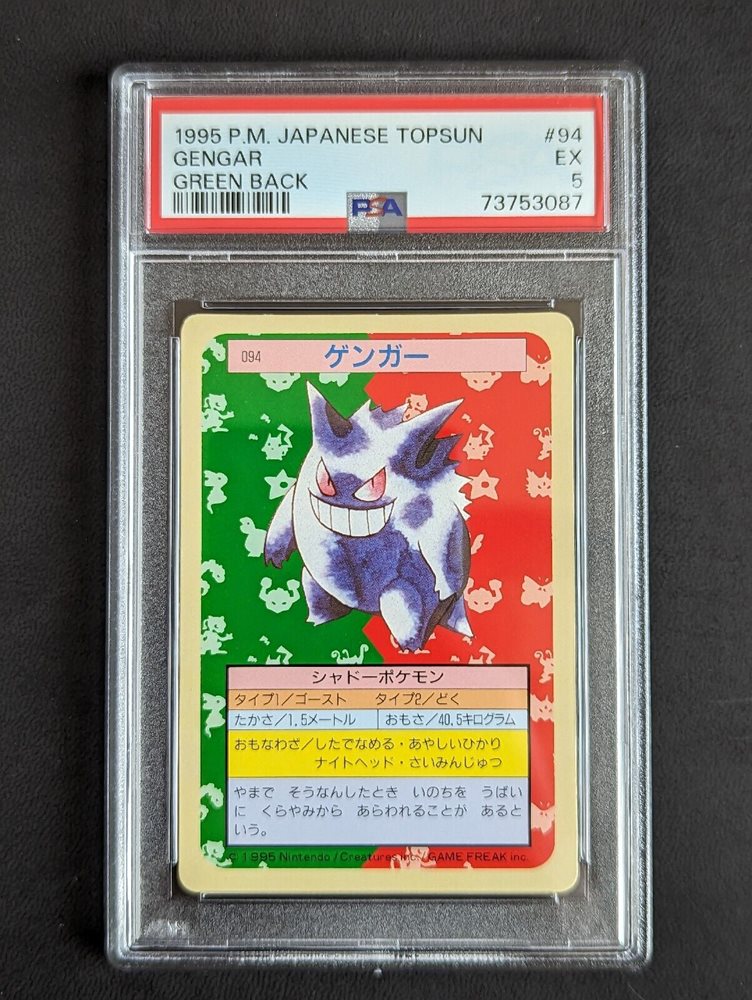 1995 P.M. JAPANESE TOPSUN #94
GENGAR EX
GREEN BACK 5
PSA 73753087
094 ゲンガー
シャドーポケモン
タイプ1/ゴースト タイプ2/どく
たかさ/1,5メートル おもさ/40,5キログラム
おもなわざ/したでなめる・あやしいひかり
ナイトヘッド・さいみんじゅつ
やまで そうなんしたとき いのちを うばい
に くらやみから あらわれることが あると
いう。
© 1995 Nintendo/Creatures inc./GAME FREAK inc.